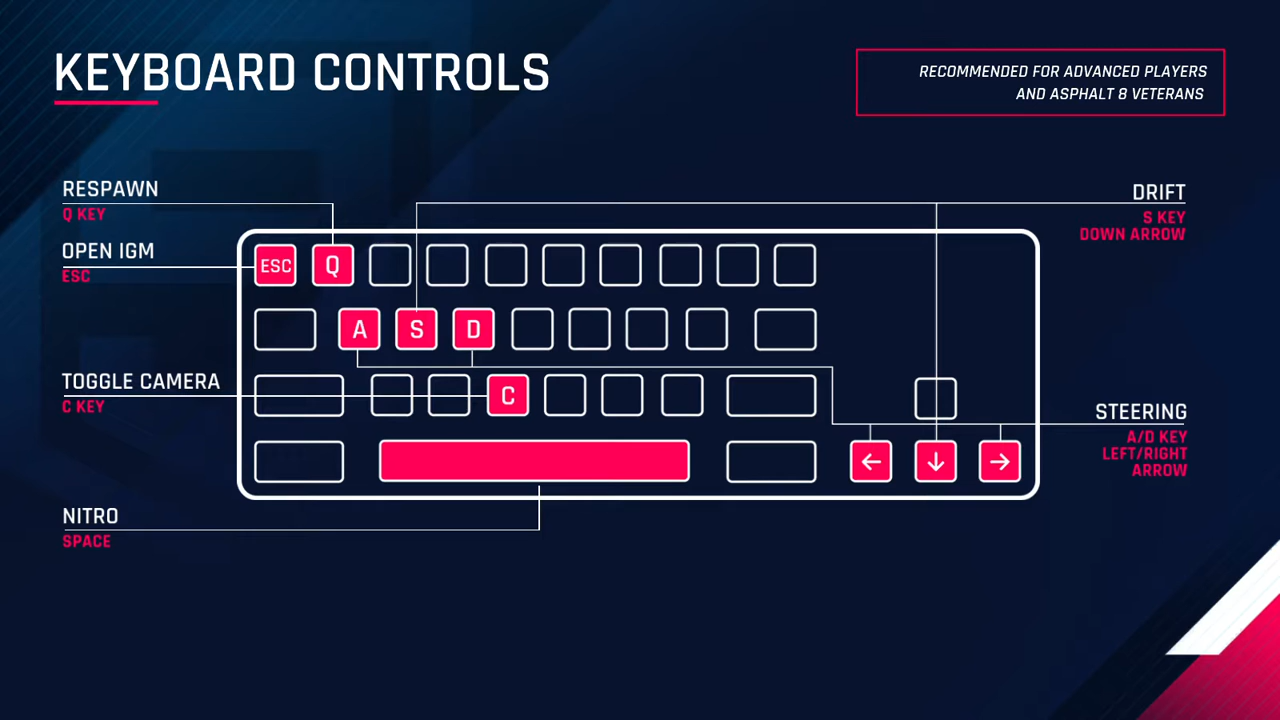 KEYBOARD CONTROLS
RECOMMENDED FOR ADVANCED PLAYERS
AND ASPHALT 8 VETERANS
RESPAWN
Q KEY
OPEN IGM
ESC
TOGGLE CAMERA
C KEY
NITRO
SPACE
ESC Q
A S D
C
← ↓ →
DRIFT
S KEY
DOWN ARROW
STEERING
A/D KEY
LEFT/RIGHT
ARROW